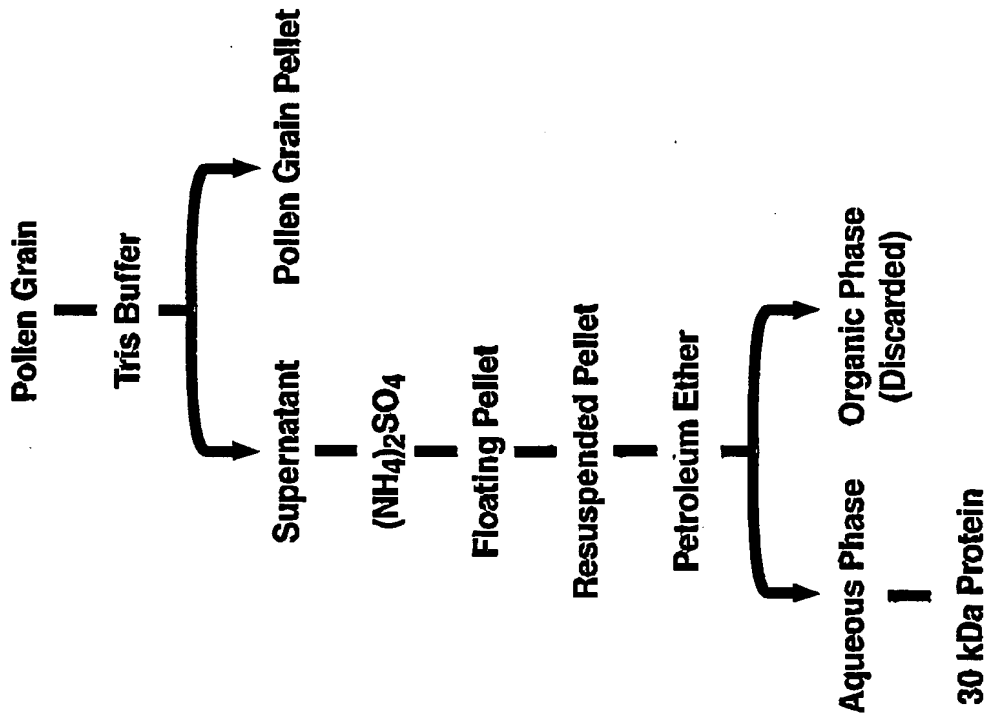 Pollen Grain
Tris Buffer
Supernatant
Pollen Grain Pellet
(NH4)2SO4
Floating Pellet
Resuspended Pellet
Petroleum Ether
Aqueous Phase
Organic Phase
(Discarded)
30 kDa Protein